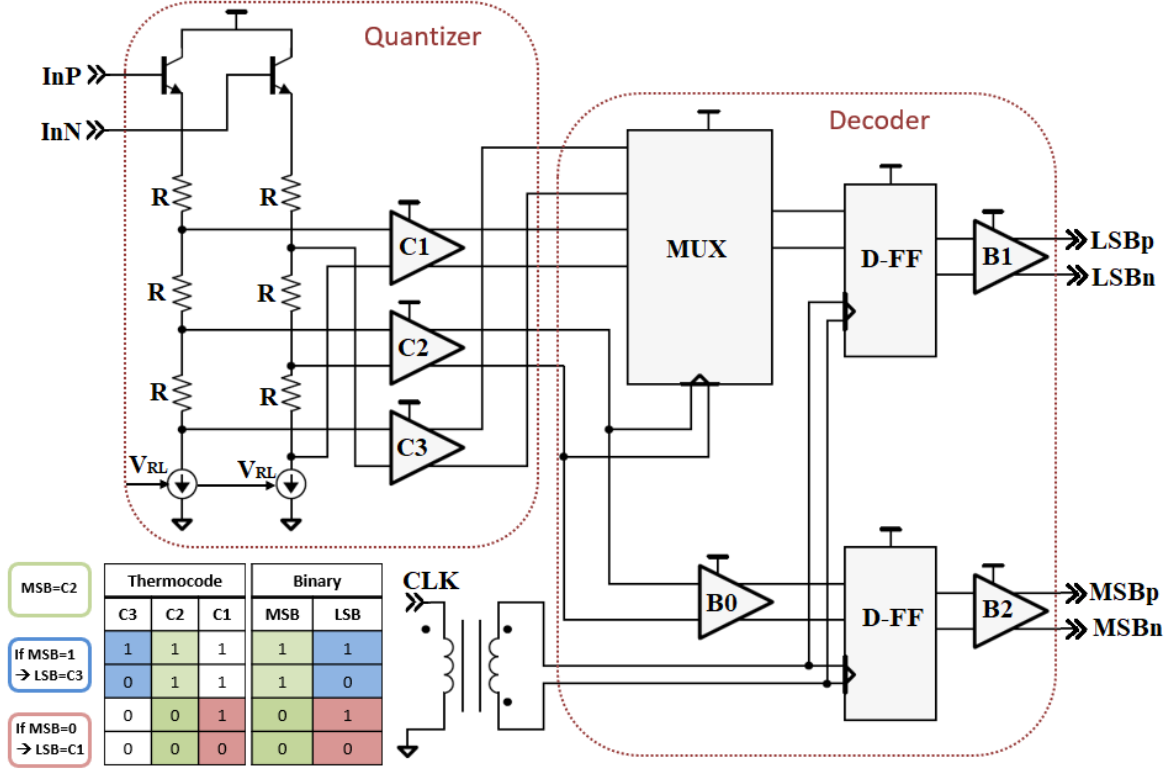 Quantizer
InP
InN
Decoder
R
R
C1
MUX
D-FF
B1
LSBp
LSBn
R
R
C2
R
R
C3
VRL
VRL
CLK
B0
D-FF
B2
MSBp
MSBn
MSB=C2
If MSB=1
→ LSB=C3
If MSB=0
→ LSB=C1
Thermocode Binary
C3 C2 C1 MSB LSB
1 1 1 1 1
0 1 1 1 0
0 0 1 0 1
0 0 0 0 0